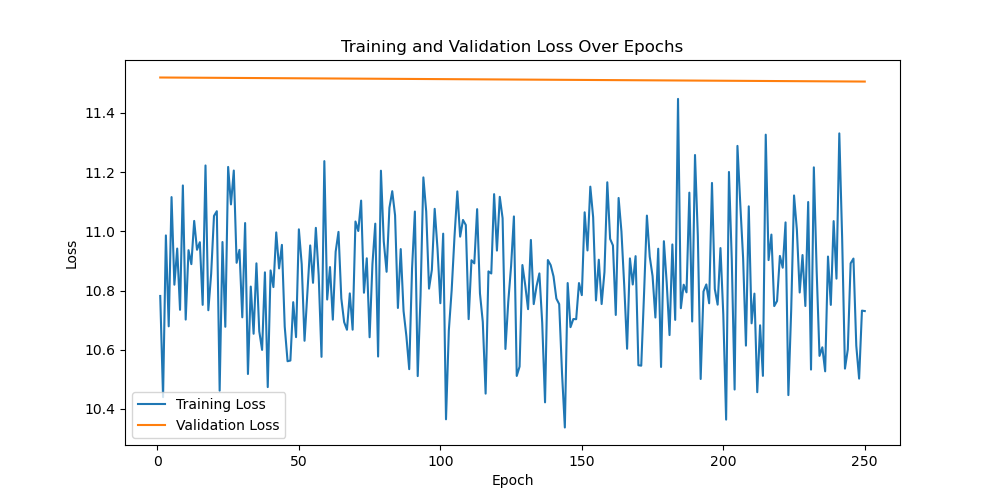 Training and Validation Loss Over Epochs
Loss
11.4
11.2
11.0
10.8
10.6
10.4
Training Loss
Validation Loss
0
50
100
150
200
250
Epoch